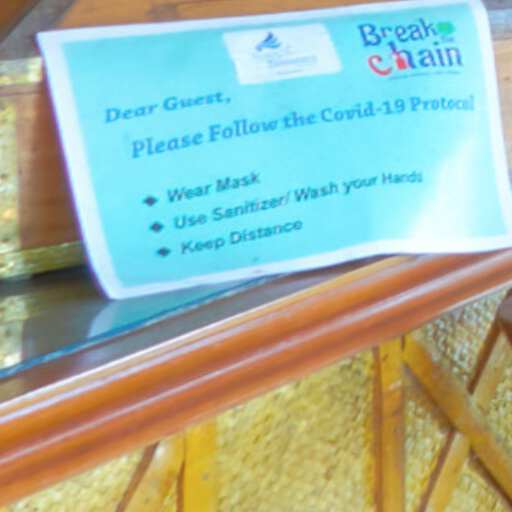 Break
chain
Dear Guest,
Please Follow the Covid-19 Protocol
Wear Mask
Use Sanitizer/ Wash your Hands
Keep Distance